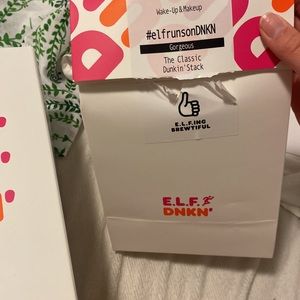 Wake-Up & Makeup
#elfrunsonDNKN
Gorgeous
The Classic
Dunkin' Stack
E.L.F.ING
BREWTIFUL
E.L.F.
DNKN'